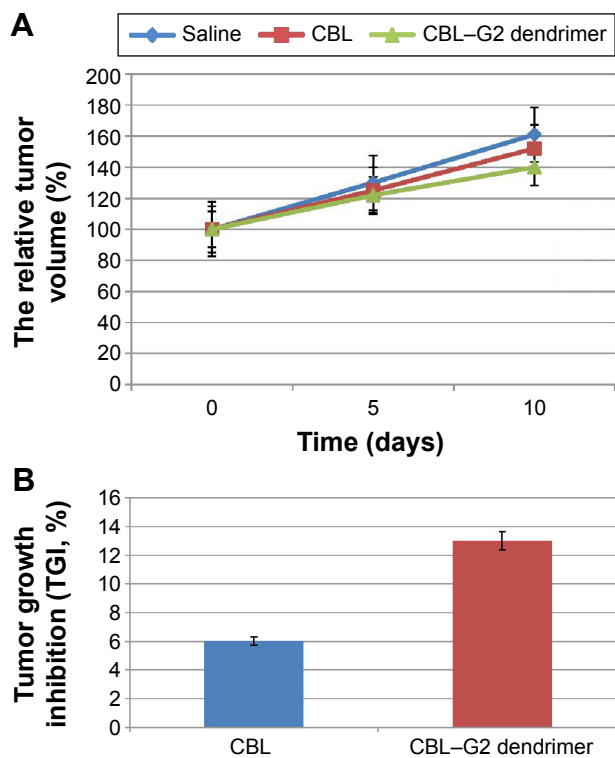 A
Saline CBL CBL–G2 dendrimer
The relative tumor
volume (%)
200
180
160
140
120
100
80
60
40
20
0
0 5 10
Time (days)
B
Tumor growth
inhibition (TGI, %)
16
14
12
10
8
6
4
2
0
CBL CBL–G2 dendrimer